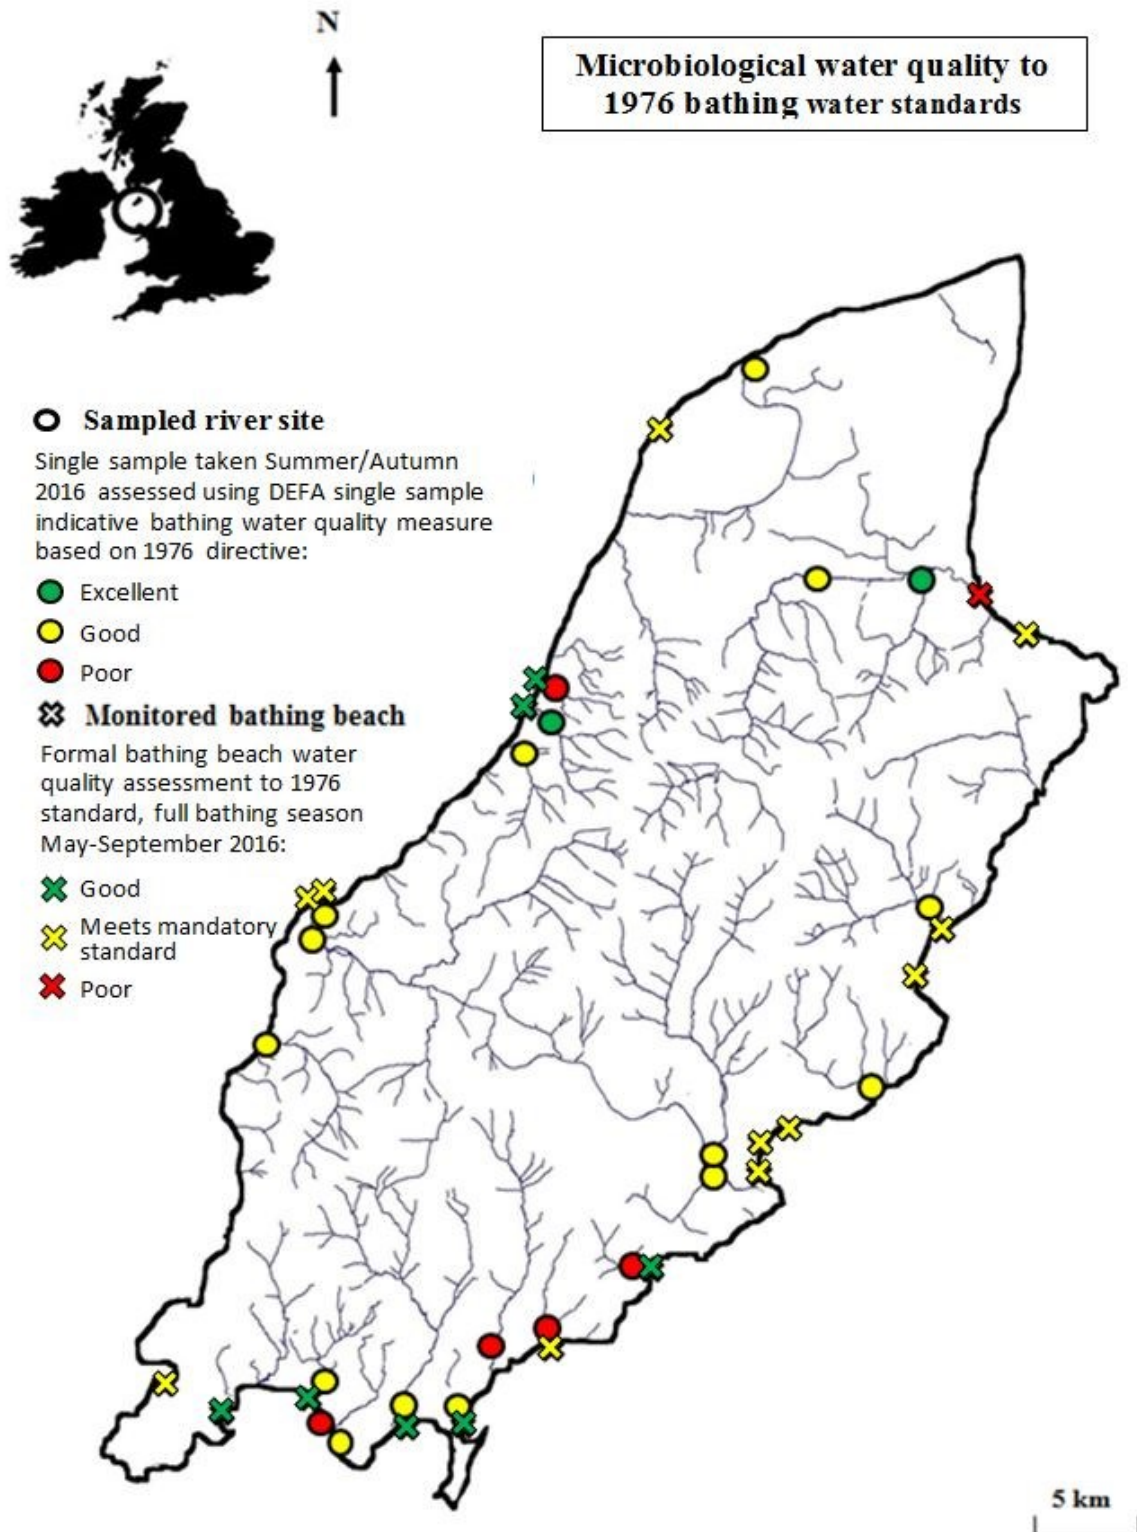 N
Microbiological water quality to
1976 bathing water standards
Sampled river site
Single sample taken Summer/Autumn
2016 assessed using DEFA single sample
indicative bathing water quality measure
based on 1976 directive:
Excellent
Good
Poor
Monitored bathing beach
Formal bathing beach water
quality assessment to 1976
standard, full bathing season
May-September 2016:
Good
Meets mandatory
standard
Poor
5 km